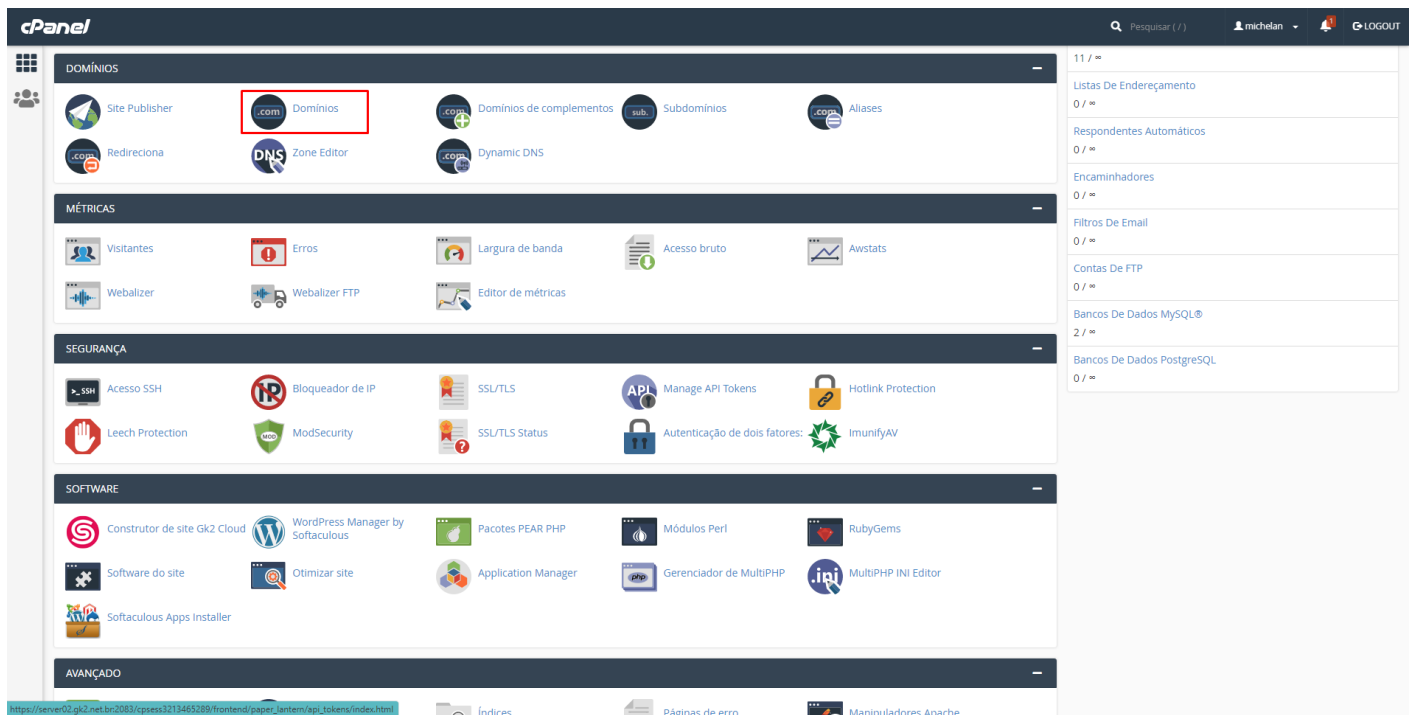 cPanel
Pesquisar ( / )
michelan
1
LOGOUT
DOMÍNIOS
Site Publisher
.com
Domínios
.com
Domínios de complementos
sub.
Subdomínios
.com
Aliases
.com
Redireciona
DNS
Zone Editor
.com
Dynamic DNS
MÉTRICAS
Visitantes
Erros
Largura de banda
Acesso bruto
Awstats
Webalizer
Webalizer FTP
Editor de métricas
SEGURANÇA
>_SSH
Acesso SSH
IP
Bloqueador de IP
SSL/TLS
API
Manage API Tokens
Hotlink Protection
Leech Protection
MOD
ModSecurity
SSL/TLS Status
Autenticação de dois fatores:
ImunifyAV
SOFTWARE
Construtor de site Gk2 Cloud
WordPress Manager by
Softaculous
Pacotes PEAR PHP
Módulos Perl
RubyGems
Software do site
Otimizar site
Application Manager
php
Gerenciador de MultiPHP
.ini
MultiPHP INI Editor
Softaculous Apps Installer
AVANÇADO
Índices
Páginas de erro
Manipuladores Apache
https://server02.gk2.net.br:2083/cpsess3213465289/frontend/paper_lantern/api_tokens/index.html
11 / ∞
Listas De Endereçamento
0 / ∞
Respondentes Automáticos
0 / ∞
Encaminhadores
0 / ∞
Filtros De Email
0 / ∞
Contas De FTP
0 / ∞
Bancos De Dados MySQL®
2 / ∞
Bancos De Dados PostgreSQL
0 / ∞